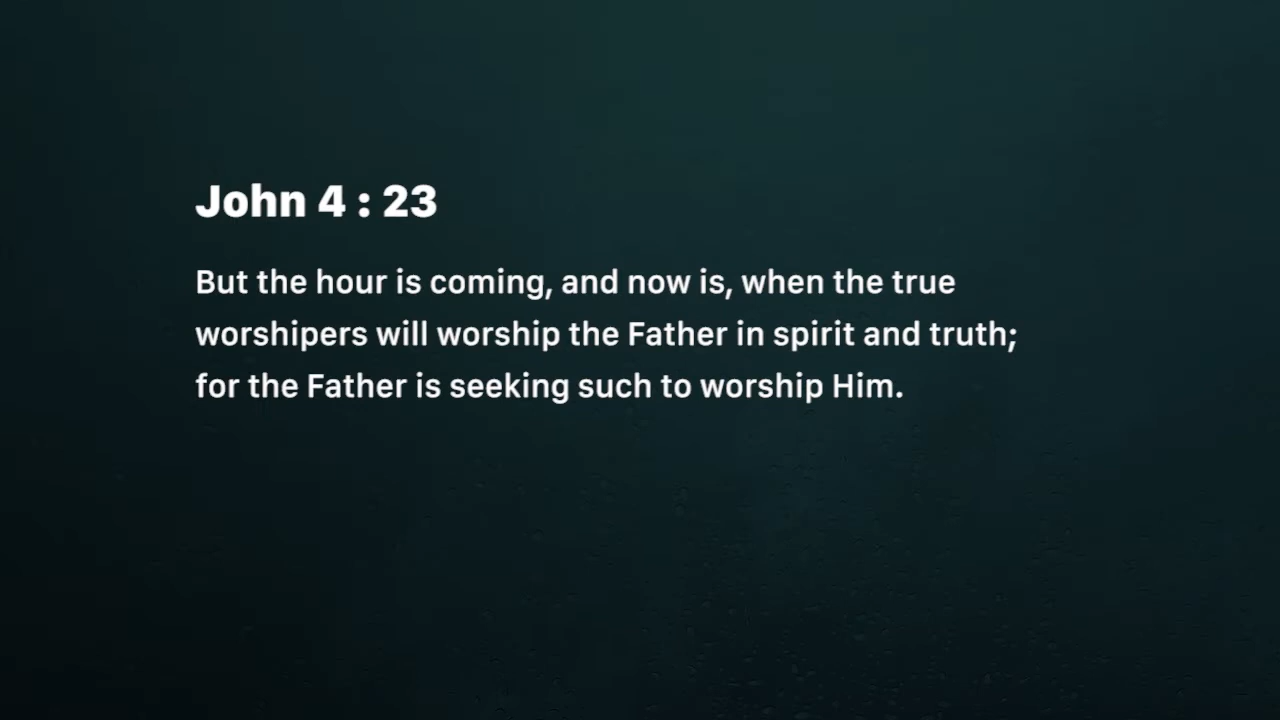 John 4 : 23
But the hour is coming, and now is, when the true
worshipers will worship the Father in spirit and truth;
for the Father is seeking such to worship Him.